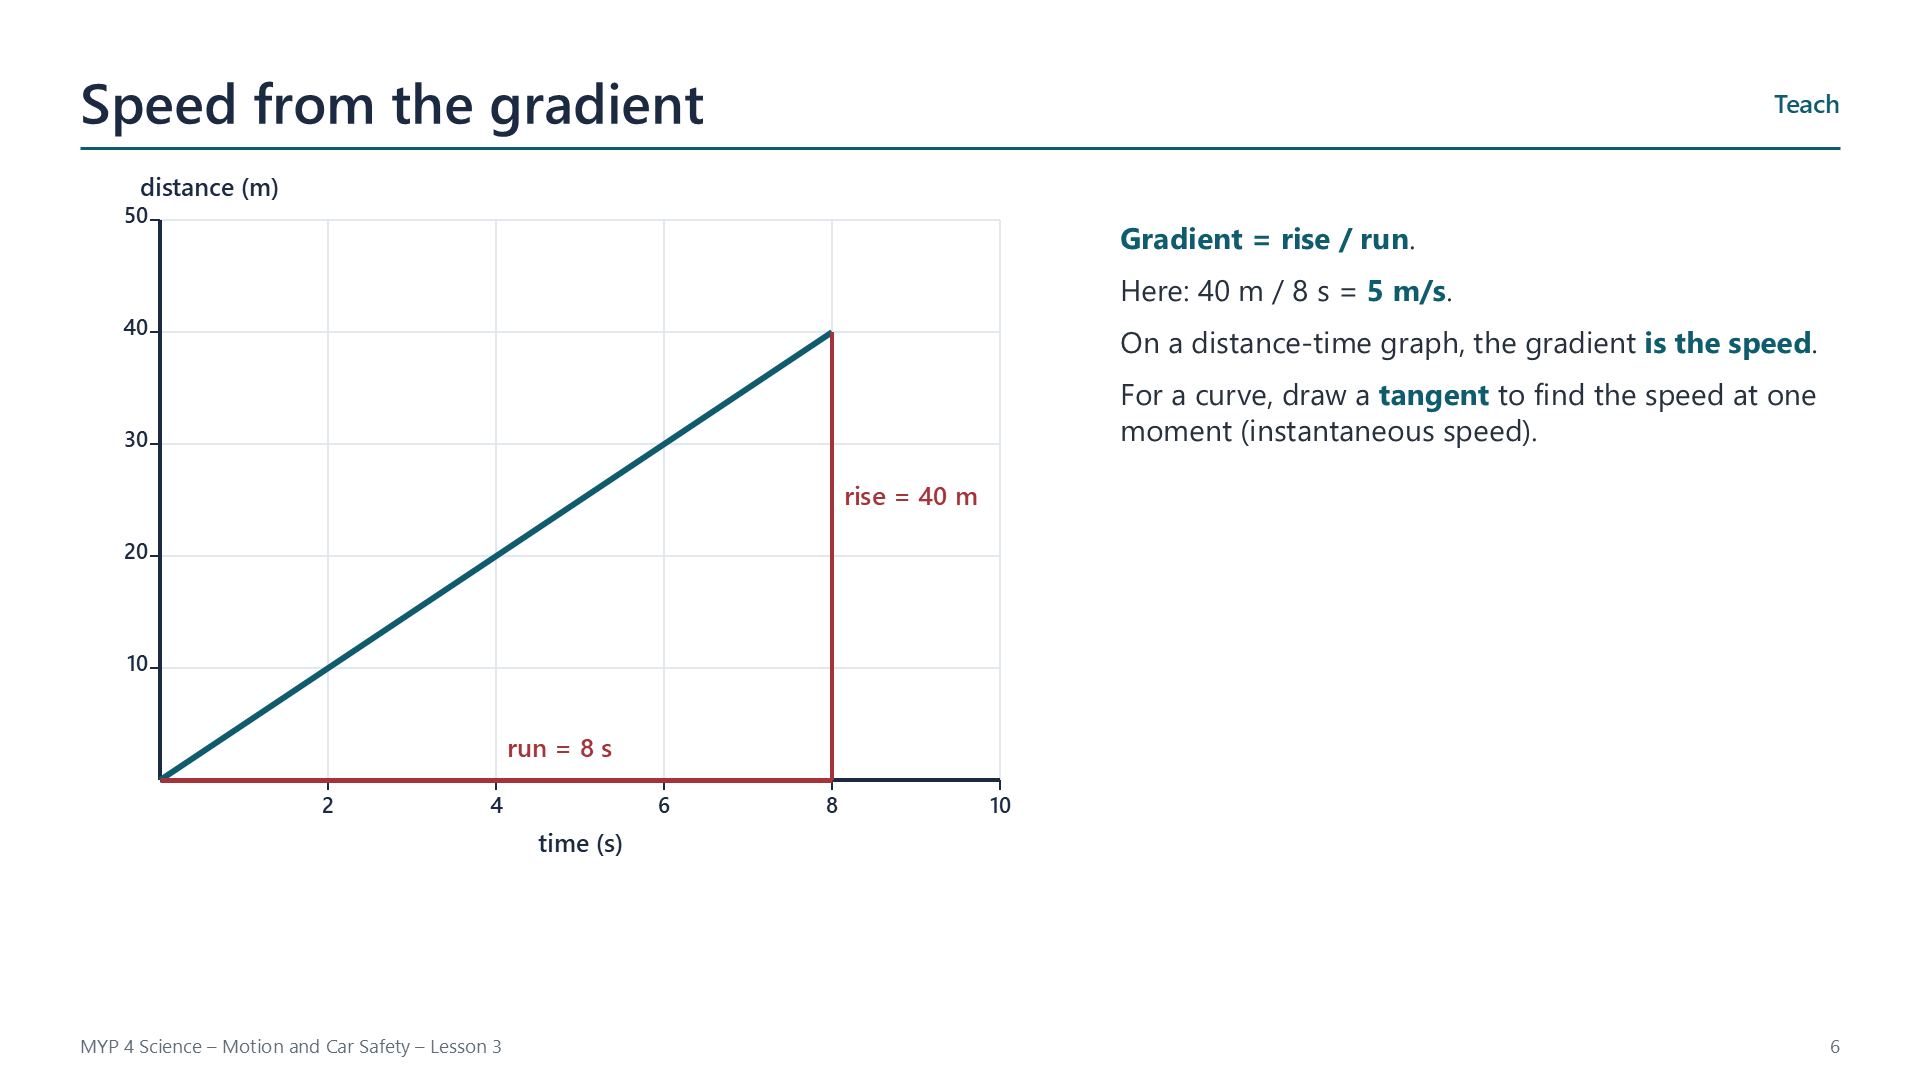 Speed from the gradient
Teach
distance (m)
50
40
30
20
10
rise = 40 m
run = 8 s
2 4 6 8 10
time (s)
Gradient = rise / run.
Here: 40 m / 8 s = 5 m/s.
On a distance-time graph, the gradient is the speed.
For a curve, draw a tangent to find the speed at one
moment (instantaneous speed).
MYP 4 Science – Motion and Car Safety – Lesson 3
6